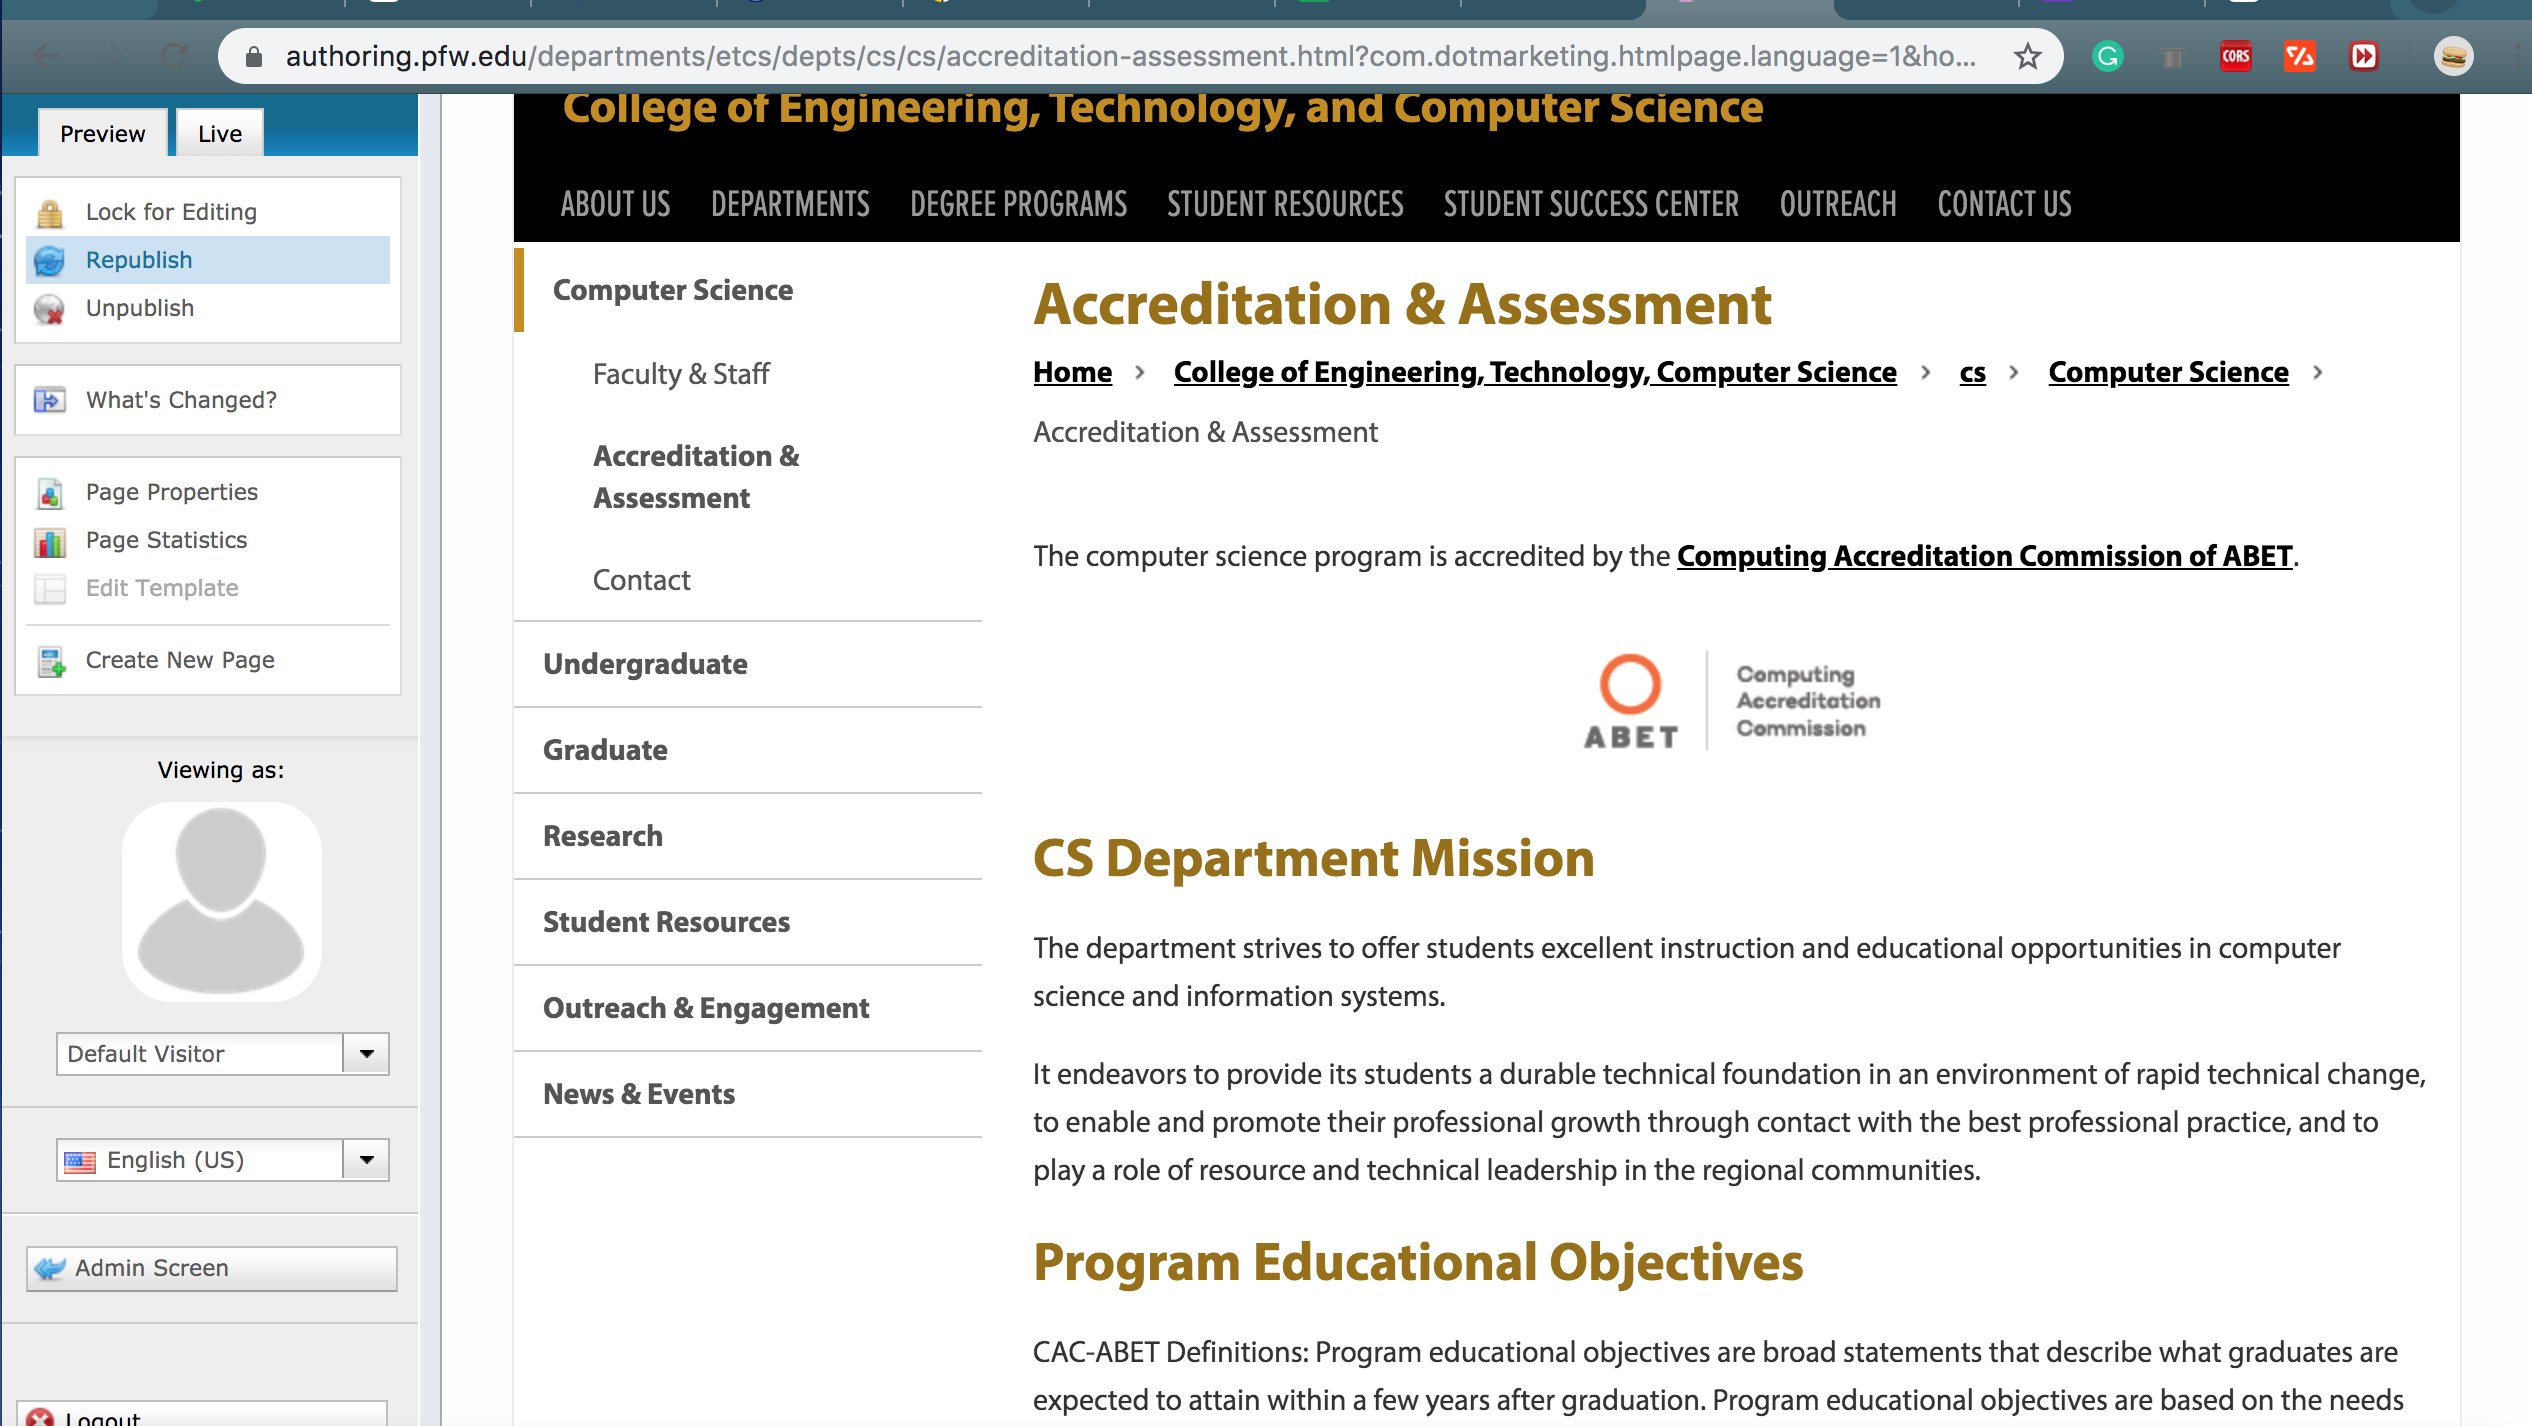 authoring.pfw.edu/departments/etcs/depts/cs/cs/accreditation-assessment.html?com.dotmarketing.htmlpage.language=1&ho...
CORS
Preview
Live
Lock for Editing
Republish
Unpublish
What's Changed?
Page Properties
Page Statistics
Edit Template
Create New Page
Viewing as:
Default Visitor
English (US)
Admin Screen
Logout
College of Engineering, Technology, and Computer Science
ABOUT US DEPARTMENTS DEGREE PROGRAMS STUDENT RESOURCES STUDENT SUCCESS CENTER OUTREACH CONTACT US
Computer Science
Faculty & Staff
Accreditation &
Assessment
Contact
Undergraduate
Graduate
Research
Student Resources
Outreach & Engagement
News & Events
Accreditation & Assessment
Home > College of Engineering, Technology, Computer Science > cs > Computer Science >
Accreditation & Assessment
The computer science program is accredited by the Computing Accreditation Commission of ABET.
ABET
Computing
Accreditation
Commission
CS Department Mission
The department strives to offer students excellent instruction and educational opportunities in computer
science and information systems.
It endeavors to provide its students a durable technical foundation in an environment of rapid technical change,
to enable and promote their professional growth through contact with the best professional practice, and to
play a role of resource and technical leadership in the regional communities.
Program Educational Objectives
CAC-ABET Definitions: Program educational objectives are broad statements that describe what graduates are
expected to attain within a few years after graduation. Program educational objectives are based on the needs